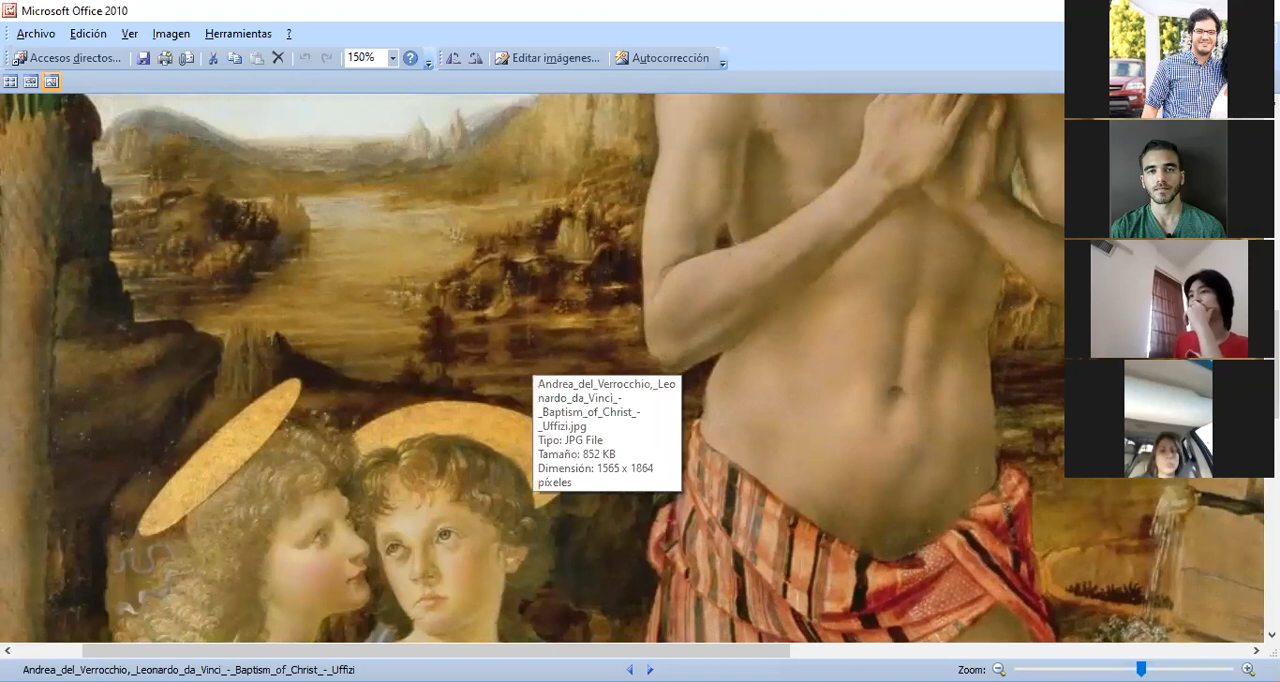 Microsoft Office 2010
Archivo Edición Ver Imagen Herramientas ?
Accesos directos... 150% Editar imágenes... Autocorrección
Andrea_del_Verrocchio,_Leo
nardo_da_Vinci_-
_Baptism_of_Christ_-
_Uffizi.jpg
Tipo: JPG File
Tamaño: 852 KB
Dimensión: 1565 x 1864
píxeles
Andrea_del_Verrocchio,_Leonardo_da_Vinci_-_Baptism_of_Christ_-_Uffizi Zoom: